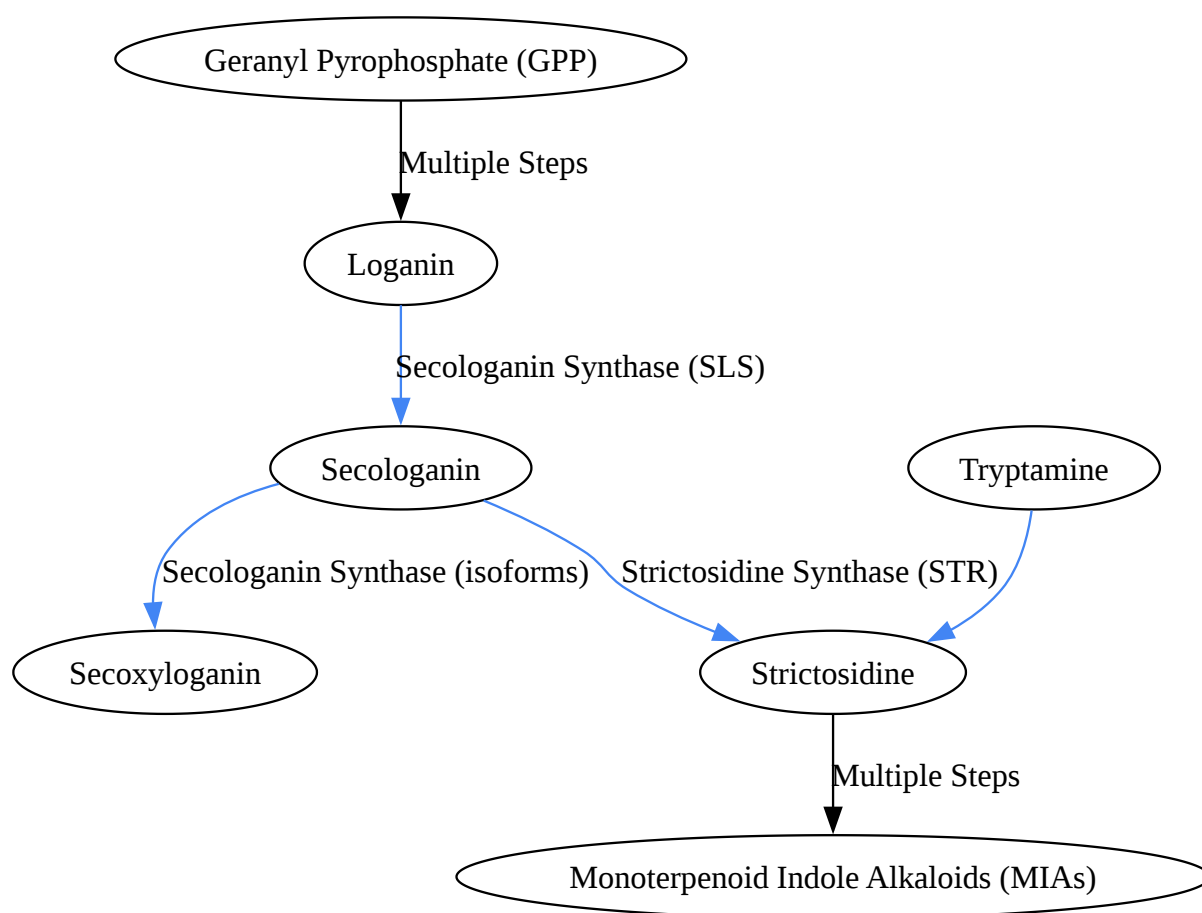 Geranyl Pyrophosphate (GPP)
Multiple Steps
Loganin
Secologanin Synthase (SLS)
Secologanin
Tryptamine
Secologanin Synthase (isoforms)
Strictosidine Synthase (STR)
Secoxyloganin
Strictosidine
Multiple Steps
Monoterpenoid Indole Alkaloids (MIAs)